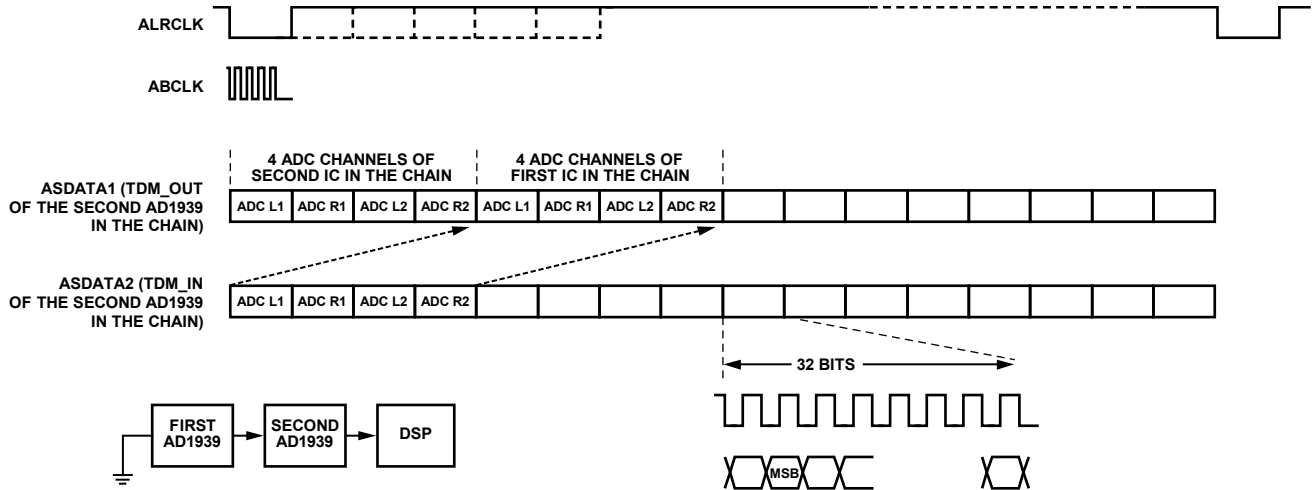 ALRCLK
ABCLK
4 ADC CHANNELS OF
SECOND IC IN THE CHAIN
4 ADC CHANNELS OF
FIRST IC IN THE CHAIN
ASDATA1 (TDM_OUT
OF THE SECOND AD1939
IN THE CHAIN)
ADC L1 ADC R1 ADC L2 ADC R2 ADC L1 ADC R1 ADC L2 ADC R2
ASDATA2 (TDM_IN
OF THE SECOND AD1939
IN THE CHAIN)
ADC L1 ADC R1 ADC L2 ADC R2
32 BITS
FIRST
AD1939
SECOND
AD1939
DSP
MSB